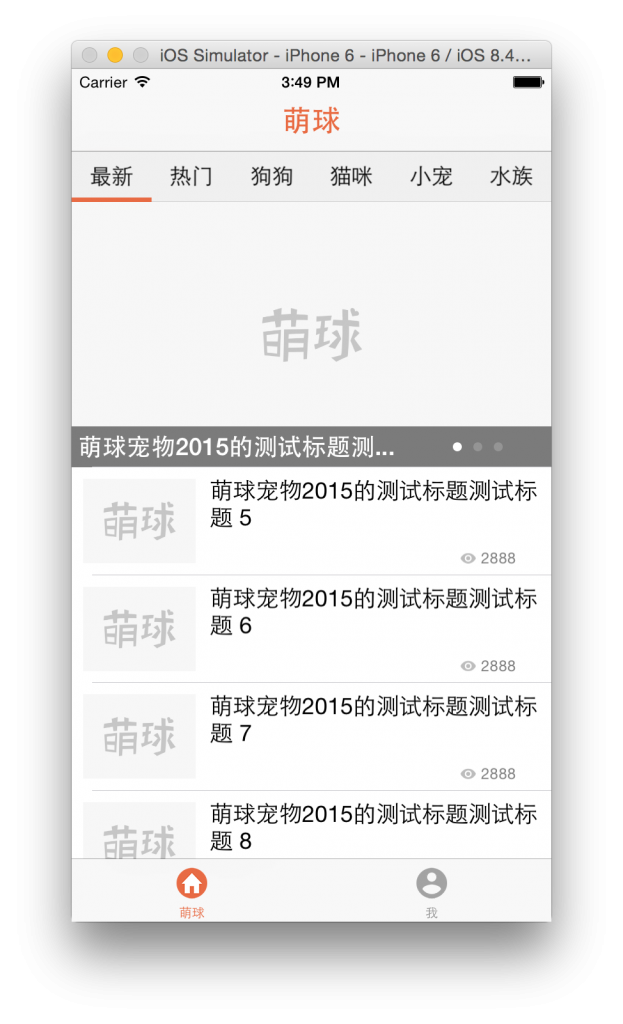 iOS Simulator - iPhone 6 - iPhone 6 / iOS 8.4...
Carrier 3:49 PM
萌球
最新 热门 狗狗 猫咪 小宠 水族
萌球
萌球宠物2015的测试标题测...
萌球
萌球宠物2015的测试标题测试标
题 5
2888
萌球
萌球宠物2015的测试标题测试标
题 6
2888
萌球
萌球宠物2015的测试标题测试标
题 7
2888
萌球
萌球宠物2015的测试标题测试标
题 8
萌球 我